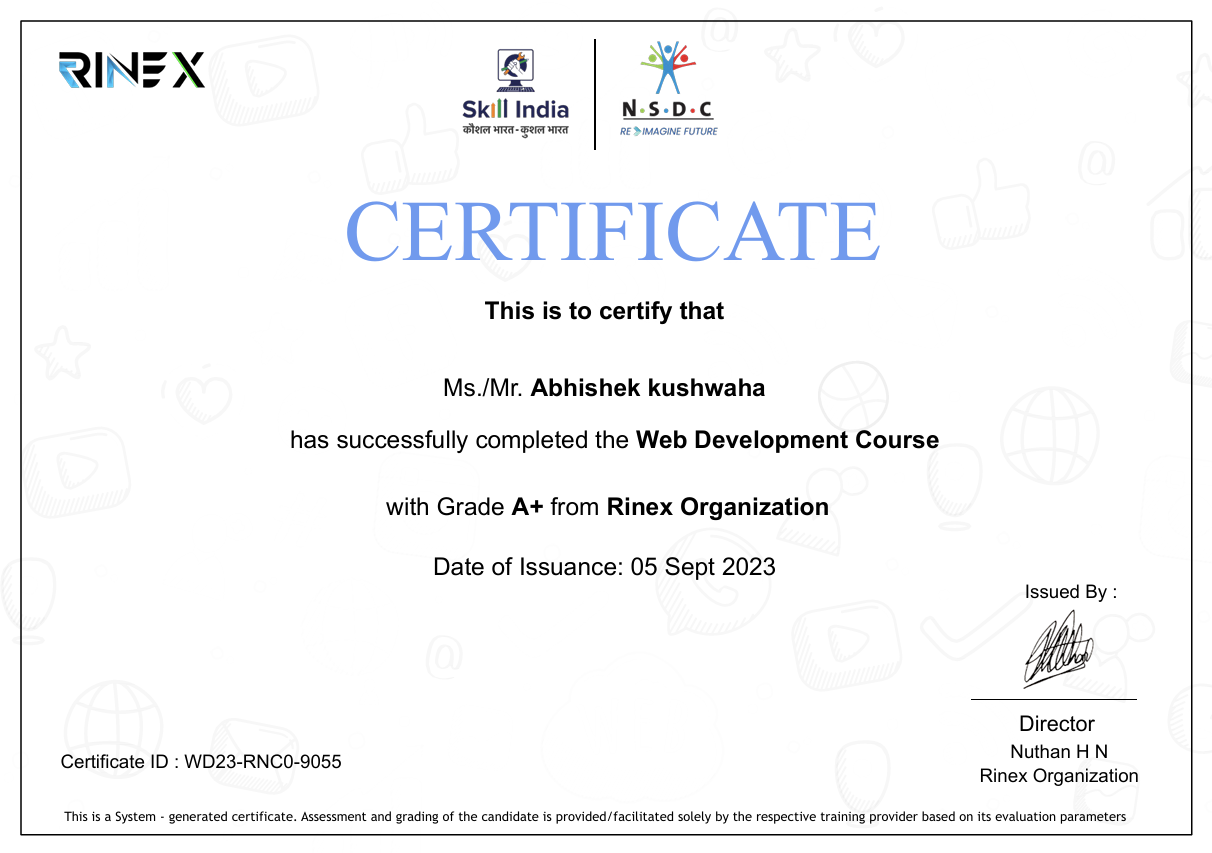 RINEX
Skill India
कौशल भारत - कुशल भारत
N·S·D·C
RE IMAGINE FUTURE
CERTIFICATE
This is to certify that
Ms./Mr. Abhishek kushwaha
has successfully completed the Web Development Course
with Grade A+ from Rinex Organization
Date of Issuance: 05 Sept 2023
Issued By :
Director
Nuthan H N
Rinex Organization
Certificate ID : WD23-RNC0-9055
This is a System - generated certificate. Assessment and grading of the candidate is provided/facilitated solely by the respective training provider based on its evaluation parameters